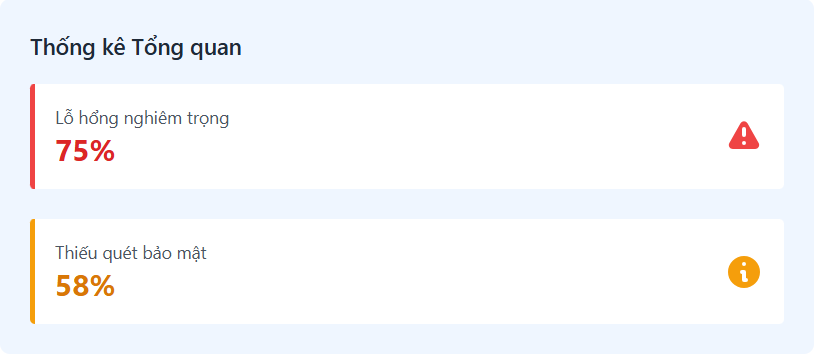 Thống kê Tổng quan
Lỗ hổng nghiêm trọng
75%
Thiếu quét bảo mật
58%